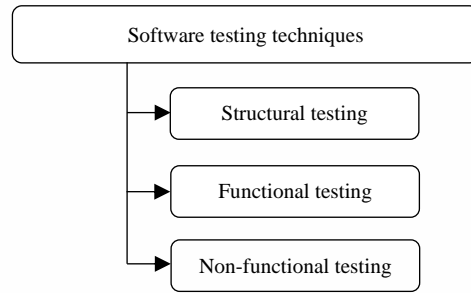 Software testing techniques
Structural testing
Functional testing
Non-functional testing